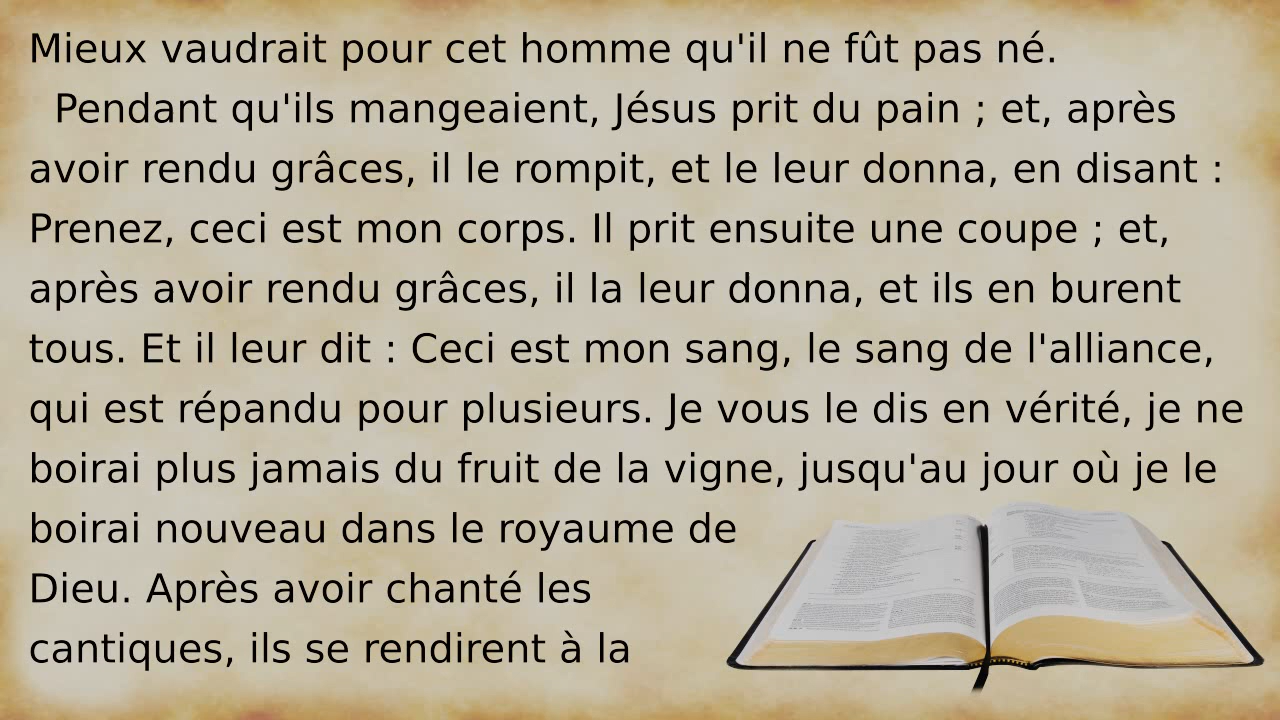 Mieux vaudrait pour cet homme qu'il ne fût pas né.
Pendant qu'ils mangeaient, Jésus prit du pain ; et, après
avoir rendu grâces, il le rompit, et le leur donna, en disant :
Prenez, ceci est mon corps. Il prit ensuite une coupe ; et,
après avoir rendu grâces, il la leur donna, et ils en burent
tous. Et il leur dit : Ceci est mon sang, le sang de l'alliance,
qui est répandu pour plusieurs. Je vous le dis en vérité, je ne
boirai plus jamais du fruit de la vigne, jusqu'au jour où je le
boirai nouveau dans le royaume de
Dieu. Après avoir chanté les
cantiques, ils se rendirent à la